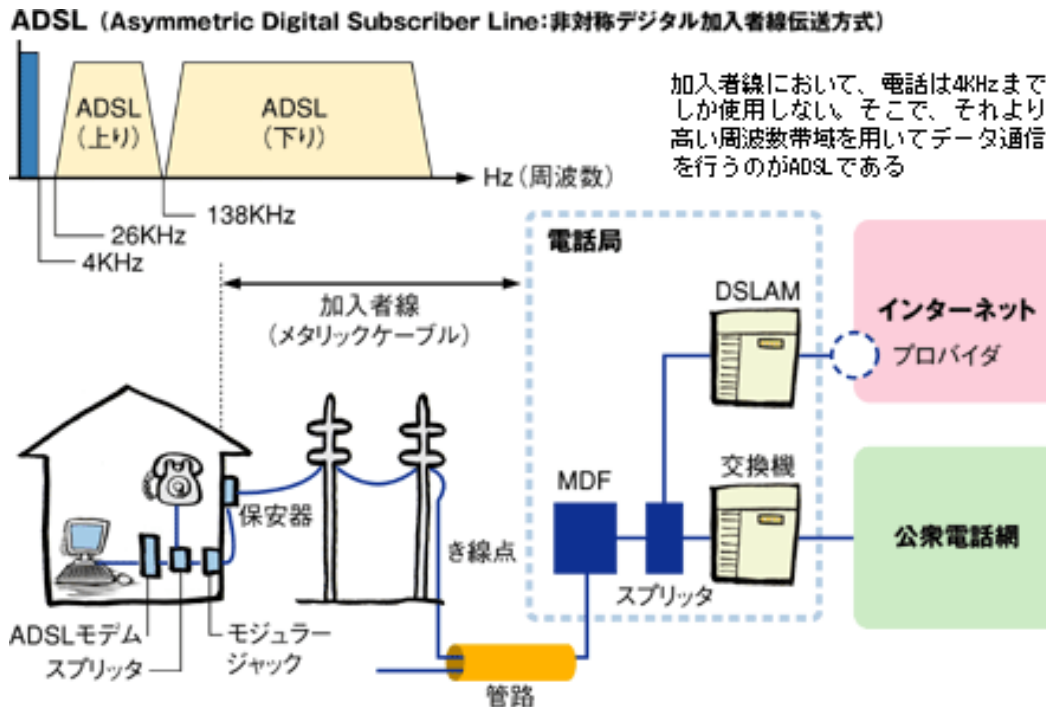 ADSL (Asymmetric Digital Subscriber Line:非対称デジタル加入者線伝送方式)
ADSL
(上り)
ADSL
(下り)
Hz(周波数)
138KHz
26KHz
4KHz
加入者線において、電話は4KHzまで
しか使用しない。そこで、それより
高い周波数帯域を用いてデータ通信
を行うのがADSLである
加入者線
(メタリックケーブル)
電話局
DSLAM
インターネット
プロバイダ
保安器
き線点
MDF
交換機
スプリッタ
公衆電話網
ADSLモデム
スプリッタ
モジュラー
ジャック
管路